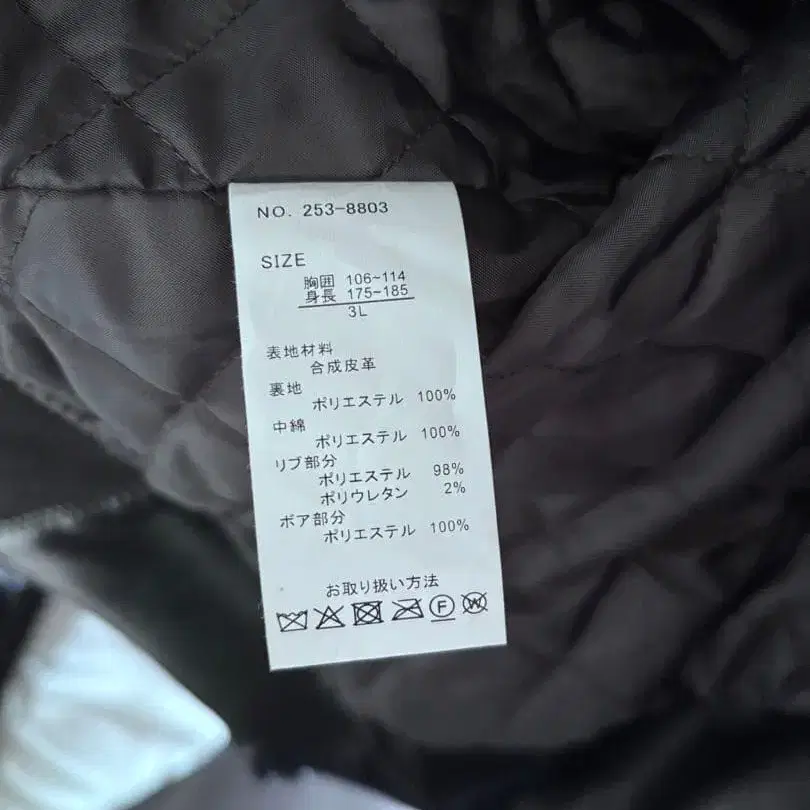 NO. 253-8803
SIZE
胸囲 106~114
身長 175~185
3L
表地材料
合成皮革
裏地
ポリエステル 100%
中綿
ポリエステル 100%
リブ部分
ポリエステル 98%
ポリウレタン 2%
ボア部分
ポリエステル 100%
お取り扱い方法
F W